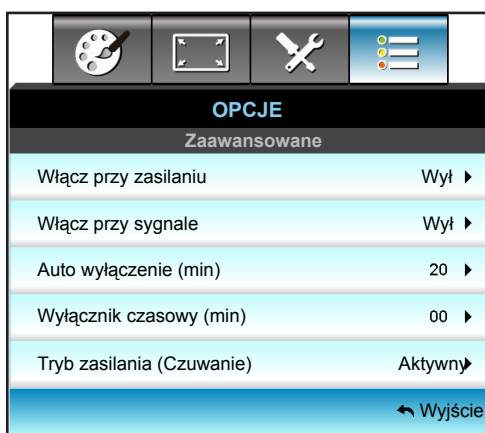 OPCJE
Zaawansowane
Włącz przy zasilaniu Wył
Włącz przy sygnale Wył
Auto wyłączenie (min) 20
Wyłącznik czasowy (min) 00
Tryb zasilania (Czuwanie) Aktywny
Wyjście